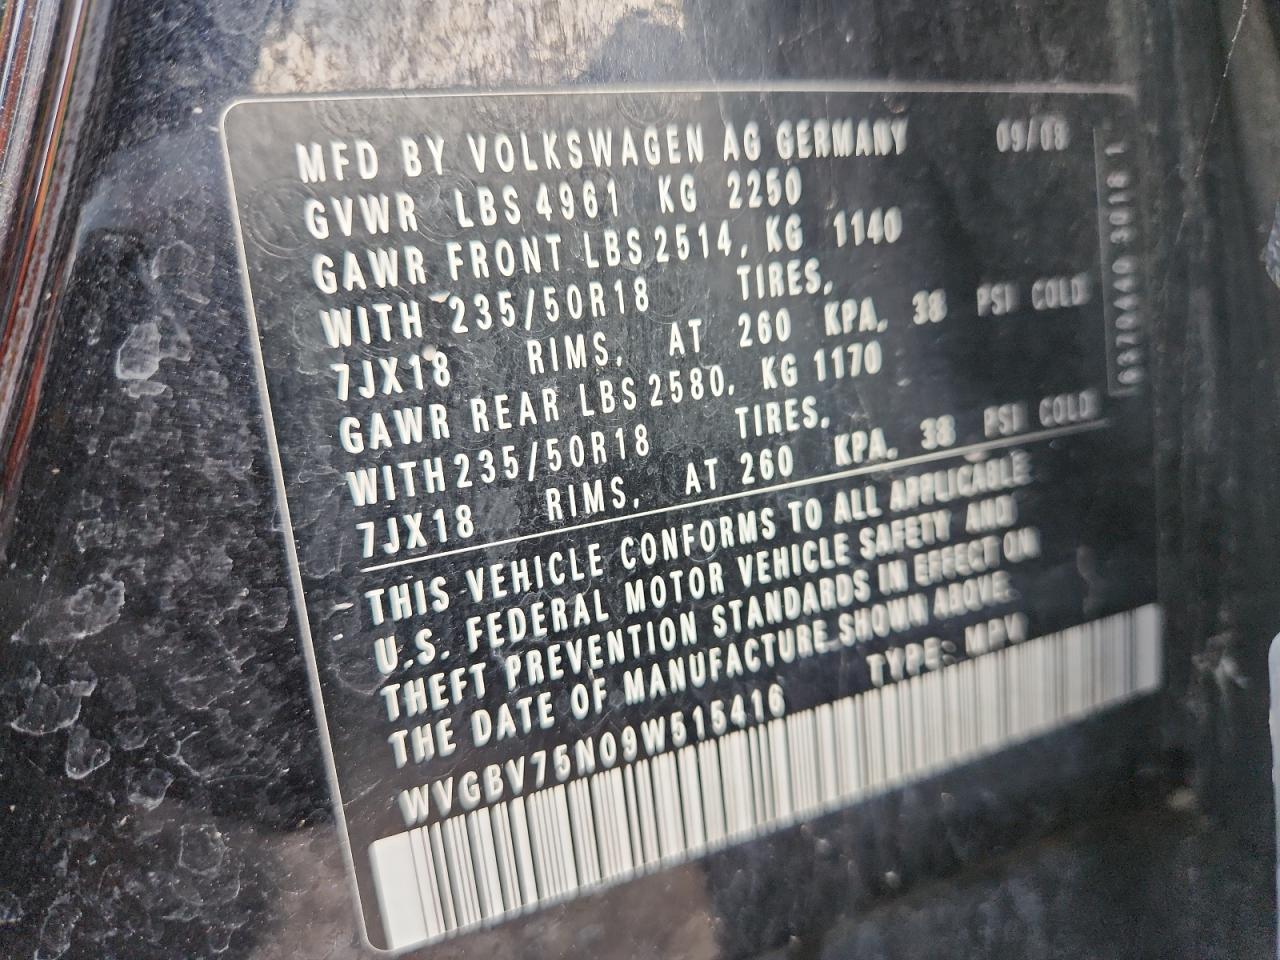 MFD BY VOLKSWAGEN AG GERMANY 09/08
GVWR LBS 4961 KG 2250
GAWR FRONT LBS 2514, KG 1140
WITH 235/50R18 TIRES,
7JX18 RIMS, AT 260 KPA, 38 PSI COLD
GAWR REAR LBS 2580, KG 1170
WITH 235/50R18 TIRES,
7JX18 RIMS, AT 260 KPA, 38 PSI COLD
THIS VEHICLE CONFORMS TO ALL APPLICABLE
U.S. FEDERAL MOTOR VEHICLE SAFETY AND
THEFT PREVENTION STANDARDS IN EFFECT ON
THE DATE OF MANUFACTURE SHOWN ABOVE.
WVGBV75N09W515416 TYPE: MPV